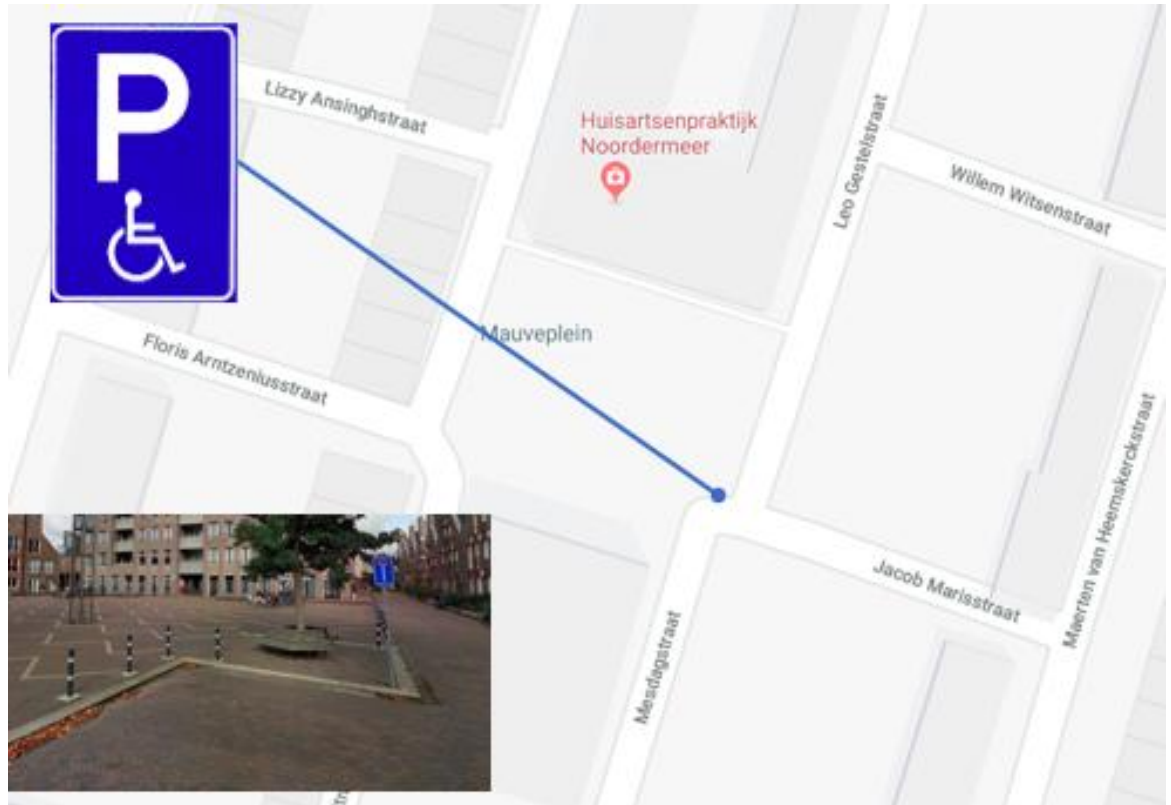 P
Lizzy Ansinghstraat
Huisartsenpraktijk
Noordermeer
Leo Gestelstraat
Willem Witsenstraat
Mauveplein
Floris Arntzeniusstraat
Maerten van Heemskerckstraat
Jacob Marisstraat
Mesdagstraat